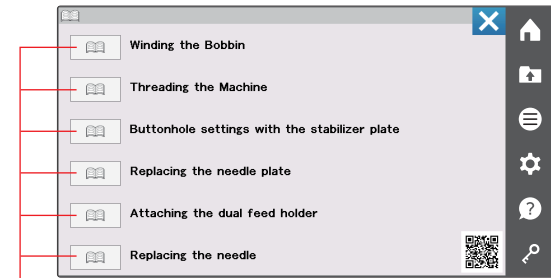 Winding the Bobbin
Threading the Machine
Buttonhole settings with the stabilizer plate
Replacing the needle plate
Attaching the dual feed holder
Replacing the needle